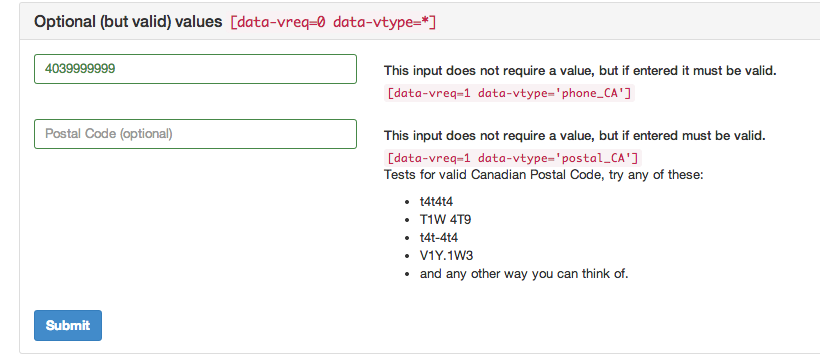 Optional (but valid) values [data-vreq=0 data-vtype=*]
4039999999
This input does not require a value, but if entered it must be valid.
[data-vreq=1 data-vtype='phone_CA']
Postal Code (optional)
This input does not require a value, but if entered must be valid.
[data-vreq=1 data-vtype='postal_CA']
Tests for valid Canadian Postal Code, try any of these:
• t4t4t4
• T1W 4T9
• t4t-4t4
• V1Y.1W3
• and any other way you can think of.
Submit